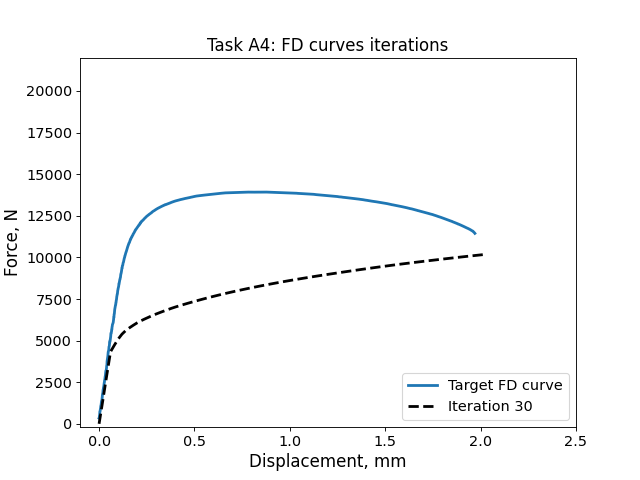 Task A4: FD curves iterations
Force, N
20000
17500
15000
12500
10000
7500
5000
2500
0
Target FD curve
Iteration 30
0.0 0.5 1.0 1.5 2.0 2.5
Displacement, mm